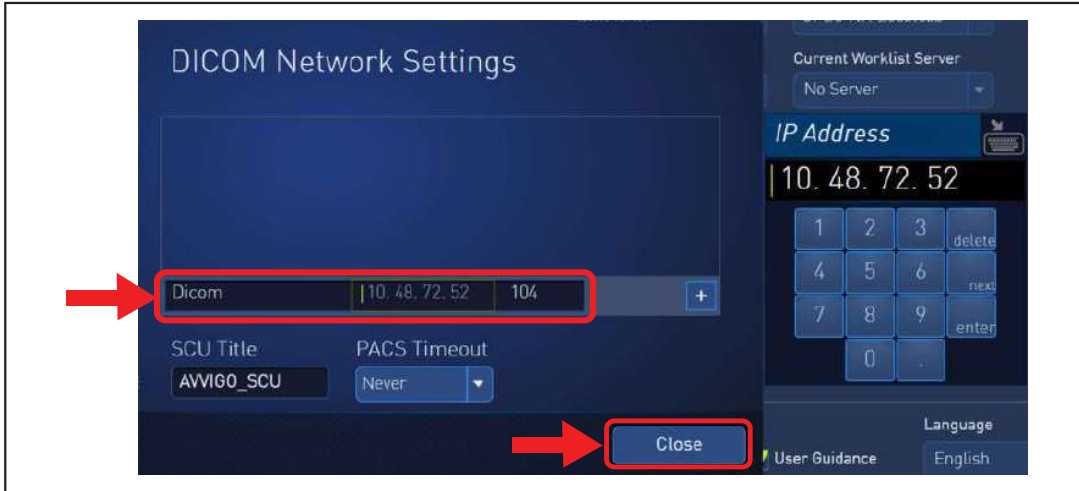 DICOM Network Settings
Dicom
10. 48. 72. 52
104
+
SCU Title
PACS Timeout
AVVIGO_SCU
Never
Close
Current Worklist Server
No Server
IP Address
10. 48. 72. 52
1 2 3 delete
4 5 6 next
7 8 9 enter
0 .
Language
User Guidance
English